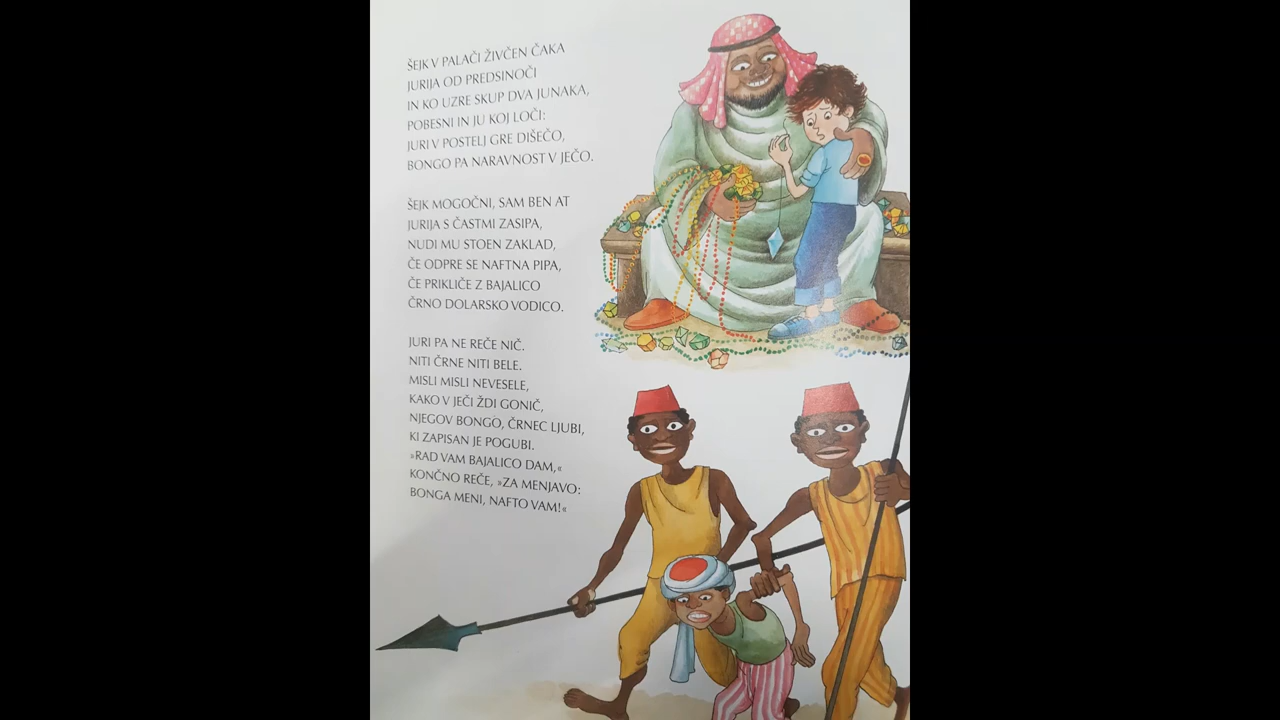 ŠEJK V PALAČI ŽIVČEN ČAKA
JURIJA OD PREDSINOČI
IN KO UZRE SKUP DVA JUNAKA,
POBESNI IN JU KOJ LOČI:
JURI V POSTELJ GRE DIŠEČO,
BONGO PA NARAVNOST V JEČO.
ŠEJK MOGOČNI, SAM BEN AT
JURIJA S ČASTMI ZASIPA,
NUDI MU STOEN ZAKLAD,
ČE ODPRE SE NAFTNA PIPA,
ČE PRIKLIČE Z BAJALICO
ČRNO DOLARSKO VODICO.
JURI PA NE REČE NIČ.
NITI ČRNE NITI BELE.
MISLI MISLI NEVESELE,
KAKO V JEČI ŽDI GONIČ,
NJEGOV BONGO, ČRNEC LJUBI,
KI ZAPISAN JE POGUBI.
»RAD VAM BAJALICO DAM,«
KONČNO REČE, »ZA MENJAVO:
BONGA MENI, NAFTO VAM!«